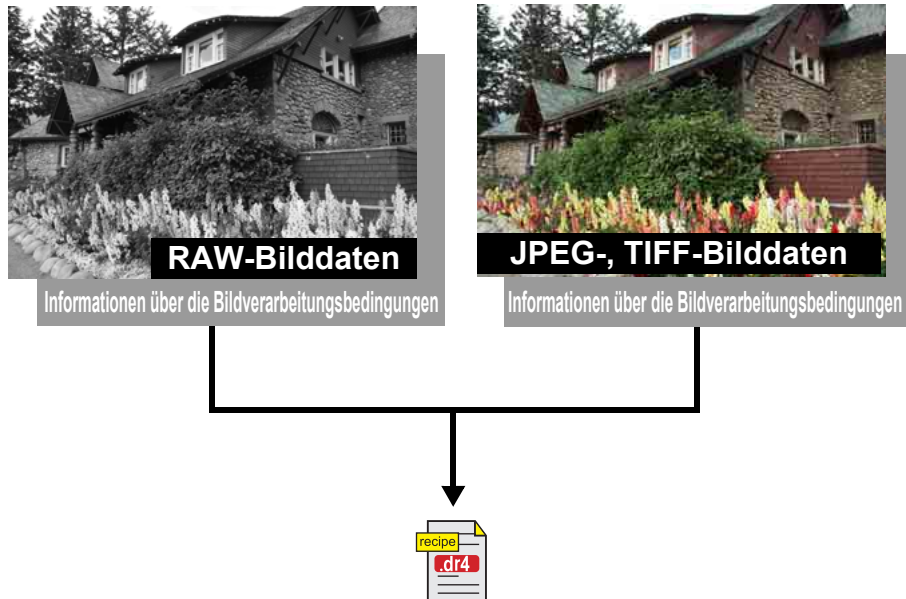 RAW-Bilddaten
Informationen über die Bildverarbeitungsbedingungen
JPEG-, TIFF-Bilddaten
Informationen über die Bildverarbeitungsbedingungen
recipe
.dr4